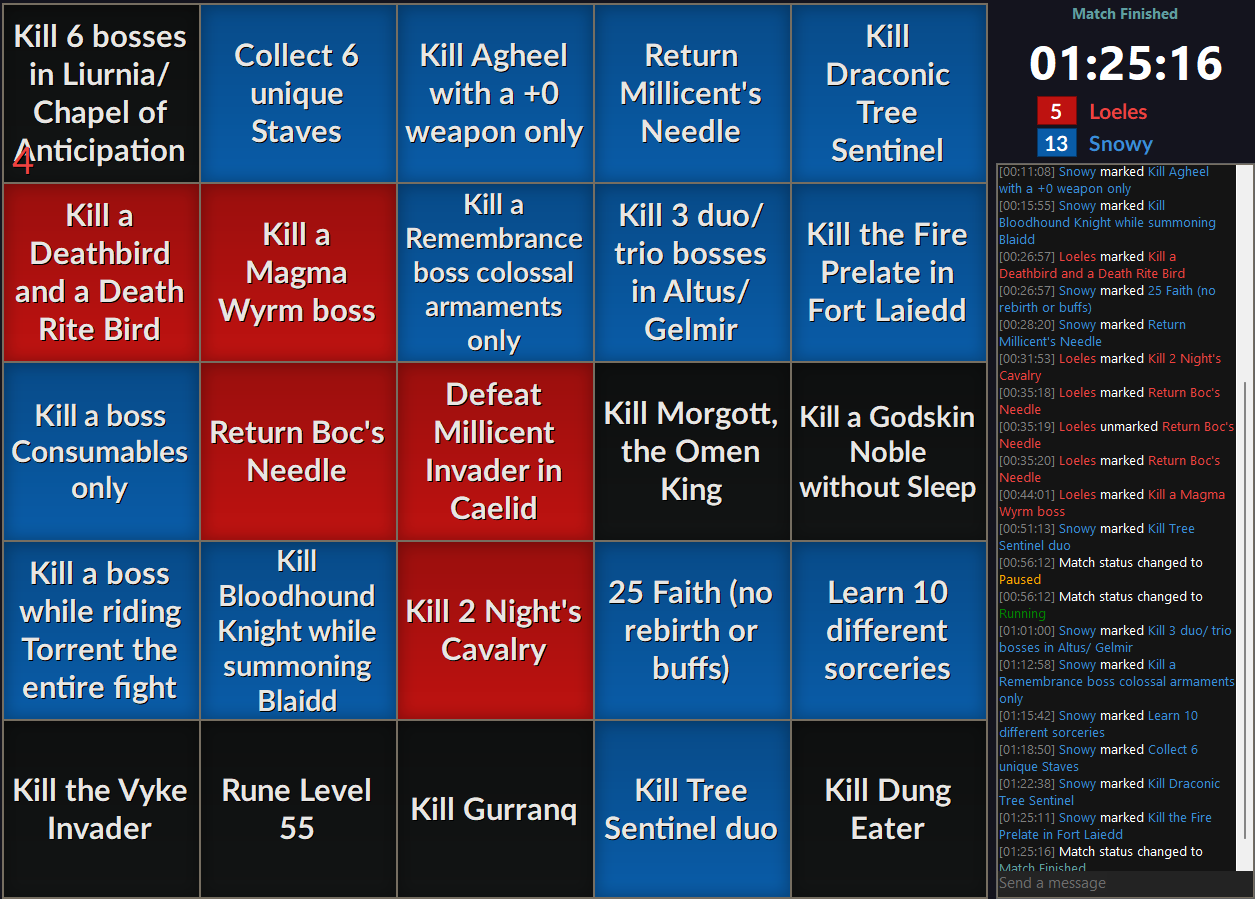 Kill 6 bosses
in Liurnia/
Chapel of
Anticipation
4
Collect 6
unique
Staves
Kill Agheel
with a +0
weapon only
Return
Millicent's
Needle
Kill
Draconic
Tree
Sentinel
Kill a
Deathbird
and a Death
Rite Bird
Kill a
Magma
Wyrm boss
Kill a
Remembrance
boss colossal
armaments
only
Kill 3 duo/
trio bosses
in Altus/
Gelmir
Kill the Fire
Prelate in
Fort Laiedd
Kill a boss
Consumables
only
Return Boc's
Needle
Defeat
Millicent
Invader in
Caelid
Kill Morgott,
the Omen
King
Kill a Godskin
Noble
without Sleep
Kill a boss
while riding
Torrent the
entire fight
Kill
Bloodhound
Knight while
summoning
Blaidd
Kill 2 Night's
Cavalry
25 Faith (no
rebirth or
buffs)
Learn 10
different
sorceries
Kill the Vyke
Invader
Rune Level
55
Kill Gurranq
Kill Tree
Sentinel duo
Kill Dung
Eater
Match Finished
01:25:16
5 Loeles
13 Snowy
[00:11:08] Snowy marked Kill Agheel
with a +0 weapon only
[00:15:55] Snowy marked Kill
Bloodhound Knight while summoning
Blaidd
[00:26:57] Loeles marked Kill a
Deathbird and a Death Rite Bird
[00:26:57] Snowy marked 25 Faith (no
rebirth or buffs)
[00:28:20] Snowy marked Return
Millicent's Needle
[00:31:53] Loeles marked Kill 2 Night's
Cavalry
[00:35:18] Loeles marked Return Boc's
Needle
[00:35:19] Loeles unmarked Return Boc's
Needle
[00:35:20] Loeles marked Return Boc's
Needle
[00:44:01] Loeles marked Kill a Magma
Wyrm boss
[00:51:13] Snowy marked Kill Tree
Sentinel duo
[00:56:12] Match status changed to
Paused
[00:56:12] Match status changed to
Running
[01:01:00] Snowy marked Kill 3 duo/ trio
bosses in Altus/ Gelmir
[01:12:58] Snowy marked Kill a
Remembrance boss colossal armaments
only
[01:15:42] Snowy marked Learn 10
different sorceries
[01:18:50] Snowy marked Collect 6
unique Staves
[01:22:38] Snowy marked Kill Draconic
Tree Sentinel
[01:25:11] Snowy marked Kill the Fire
Prelate in Fort Laiedd
[01:25:16] Match status changed to
Match Finished
Send a message